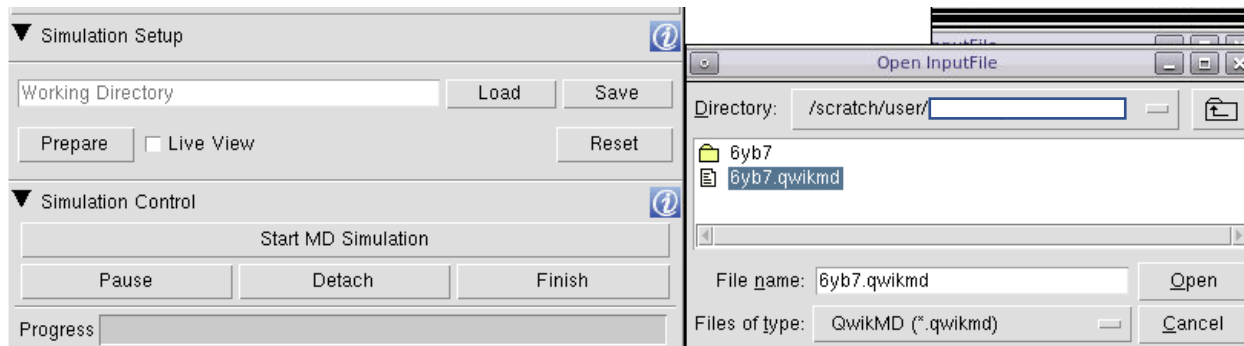 Simulation Setup
Working Directory
Load
Save
Prepare
Live View
Reset
Simulation Control
Start MD Simulation
Pause
Detach
Finish
Progress
Open InputFile
Directory:
/scratch/user/
6yb7
6yb7.qwikmd
File name:
6yb7.qwikmd
Open
Files of type:
QwikMD (*.qwikmd)
Cancel